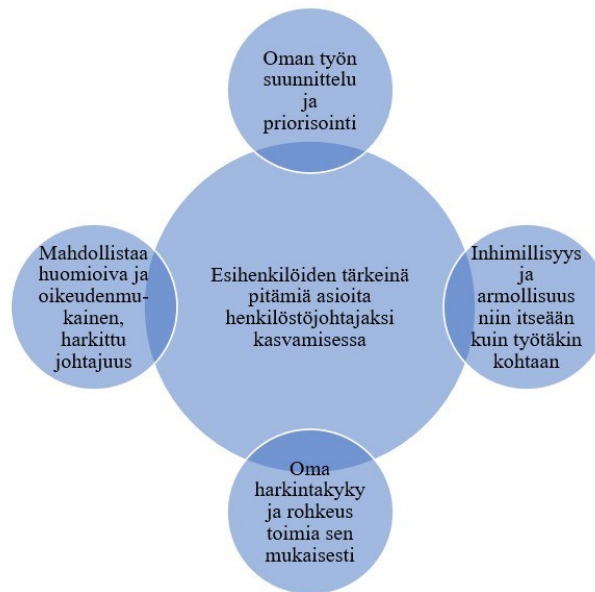 Oman työn
suunnittelu
ja
priorisointi
Mahdollistaa
huomioiva ja
oikeudenmu-
kainen,
harkittu
johtajuus
Esihenkilöiden tärkeinä
pitämiä asioita
henkilöstöjohtajaksi
kasvamisessa
Inhimillisyys
ja
armollisuus
niin itseään
kuin työtäkin
kohtaan
Oma
harkintakyky
ja rohkeus
toimia sen
mukaisesti